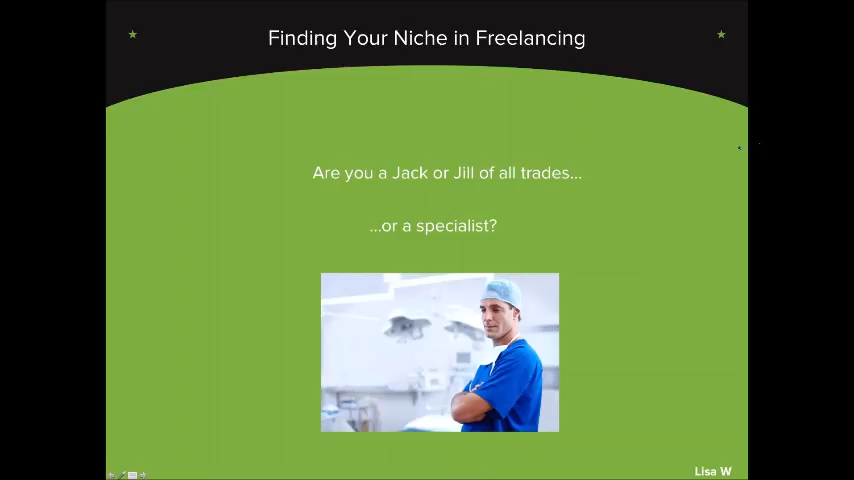 Finding Your Niche in Freelancing
Are you a Jack or Jill of all trades...
...or a specialist?
Lisa W